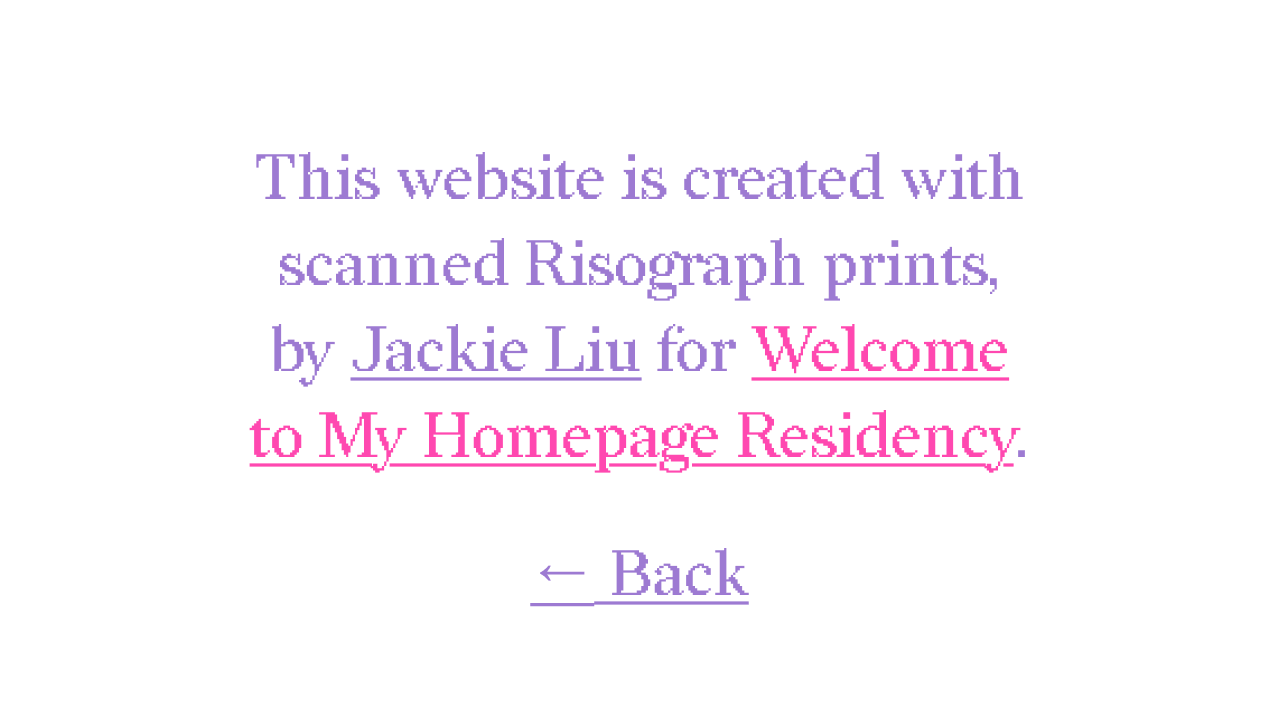 This website is created with
scanned Risograph prints,
by Jackie Liu for Welcome
to My Homepage Residency.
← Back